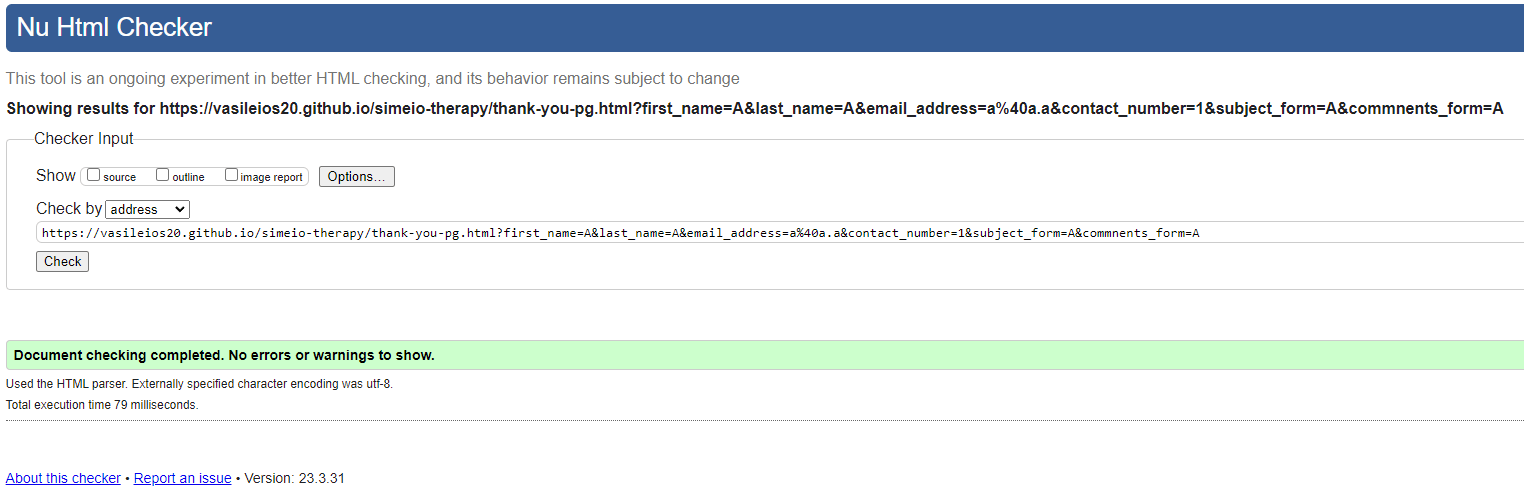 Nu Html Checker
This tool is an ongoing experiment in better HTML checking, and its behavior remains subject to change
Showing results for https://vasileios20.github.io/simeio-therapy/thank-you-pg.html?first_name=A&last_name=A&email_address=a%40a.a&contact_number=1&subject_form=A&commnents_form=A
Checker Input
Show source outline image report Options...
Check by address
https://vasileios20.github.io/simeio-therapy/thank-you-pg.html?first_name=A&last_name=A&email_address=a%40a.a&contact_number=1&subject_form=A&commnents_form=A
Check
Document checking completed. No errors or warnings to show.
Used the HTML parser. Externally specified character encoding was utf-8.
Total execution time 79 milliseconds.
About this checker • Report an issue • Version: 23.3.31